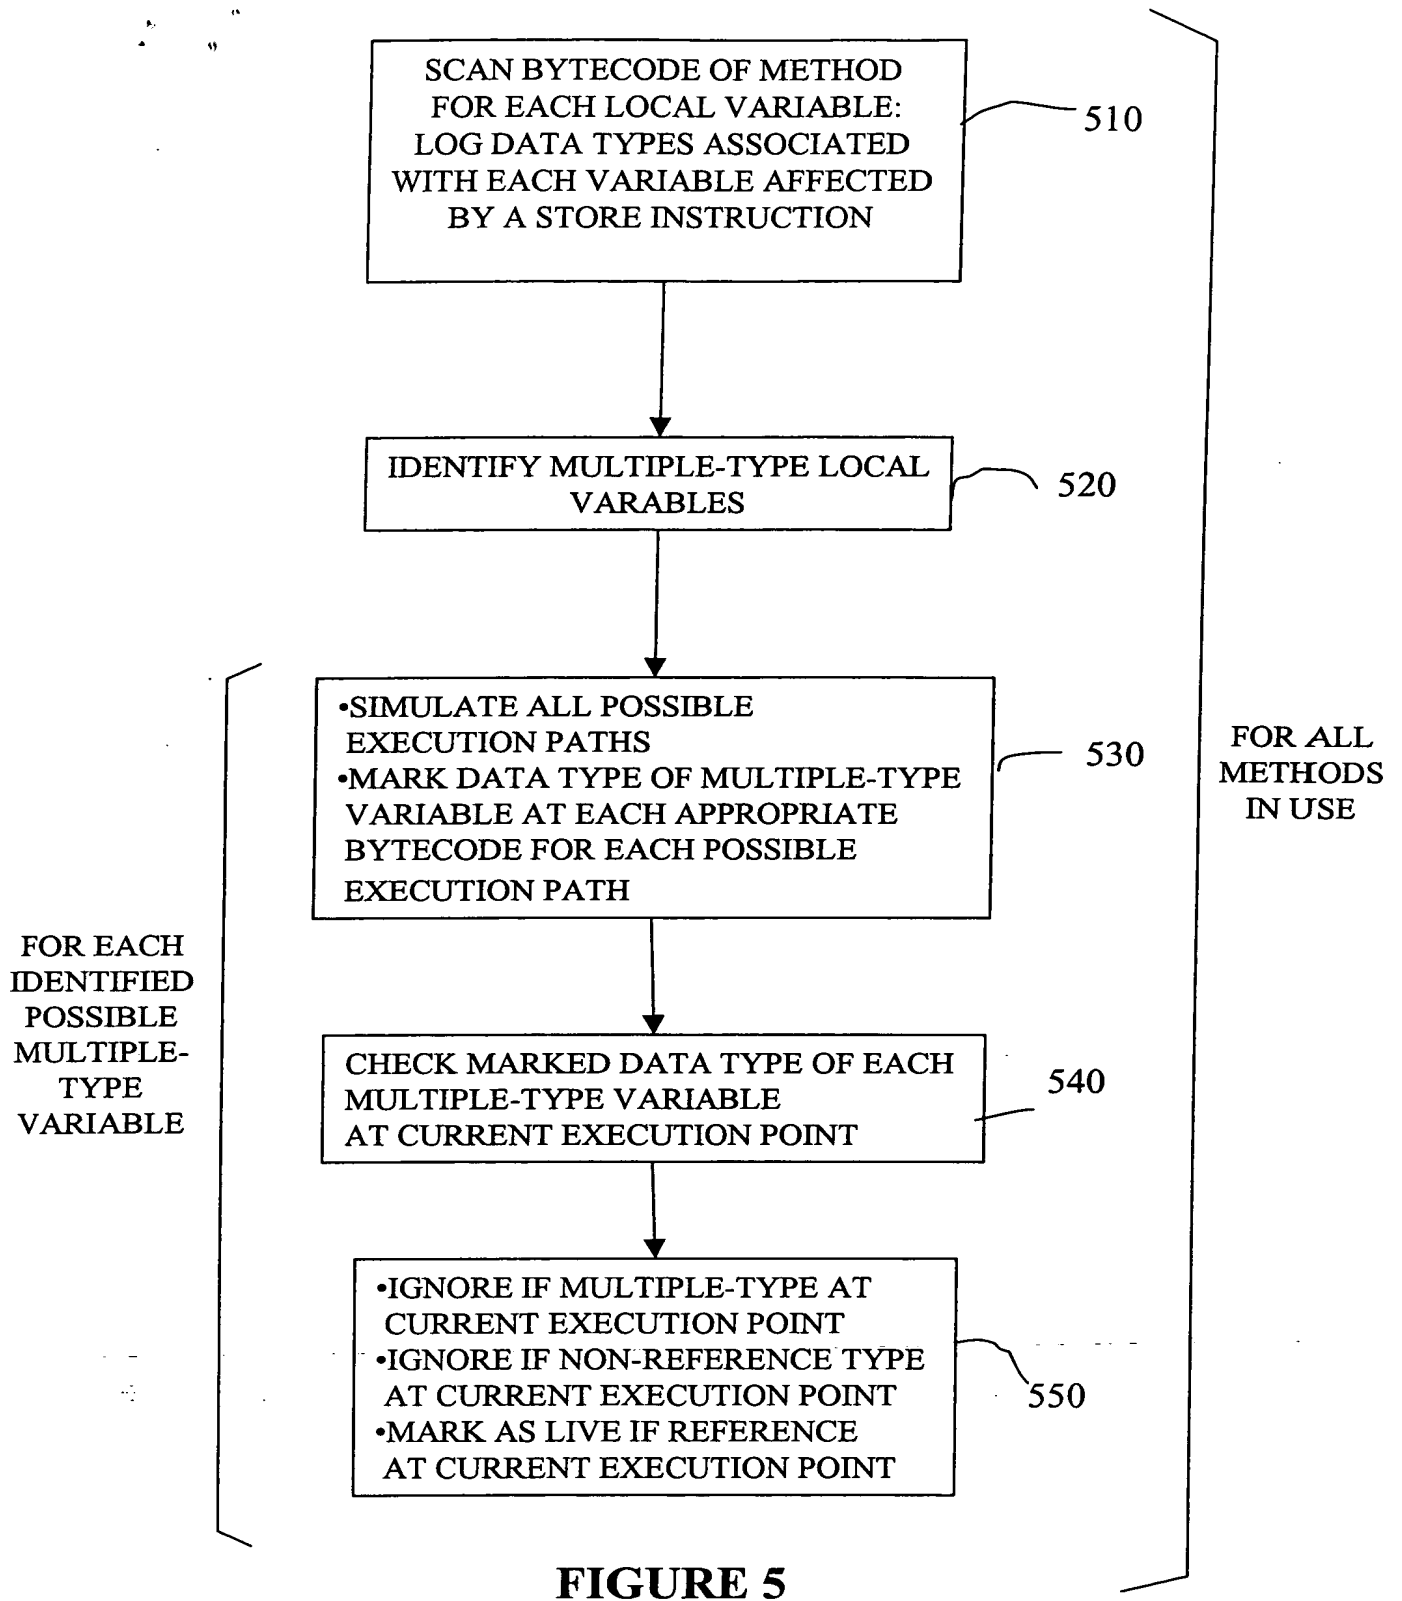 SCAN BYTECODE OF METHOD
FOR EACH LOCAL VARIABLE:
LOG DATA TYPES ASSOCIATED
WITH EACH VARIABLE AFFECTED
BY A STORE INSTRUCTION
510
IDENTIFY MULTIPLE-TYPE LOCAL
VARABLES
520
•SIMULATE ALL POSSIBLE
EXECUTION PATHS
•MARK DATA TYPE OF MULTIPLE-TYPE
VARIABLE AT EACH APPROPRIATE
BYTECODE FOR EACH POSSIBLE
EXECUTION PATH
530
FOR ALL
METHODS
IN USE
FOR EACH
IDENTIFIED
POSSIBLE
MULTIPLE-
TYPE
VARIABLE
CHECK MARKED DATA TYPE OF EACH
MULTIPLE-TYPE VARIABLE
AT CURRENT EXECUTION POINT
540
•IGNORE IF MULTIPLE-TYPE AT
CURRENT EXECUTION POINT
•IGNORE IF NON-REFERENCE TYPE
AT CURRENT EXECUTION POINT
•MARK AS LIVE IF REFERENCE
AT CURRENT EXECUTION POINT
550
FIGURE 5